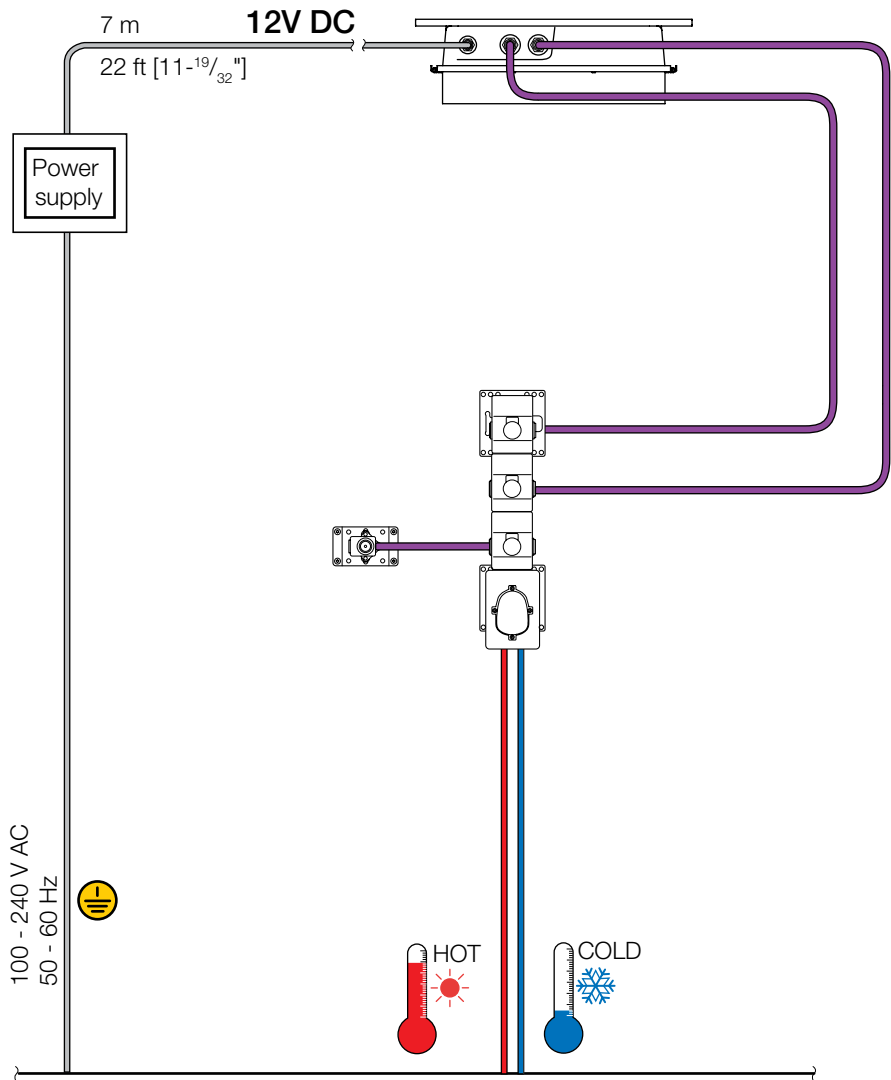 7 m
12V DC
22 ft [11-19/32"]
Power
supply
100 - 240 V AC
50 - 60 Hz
HOT
COLD